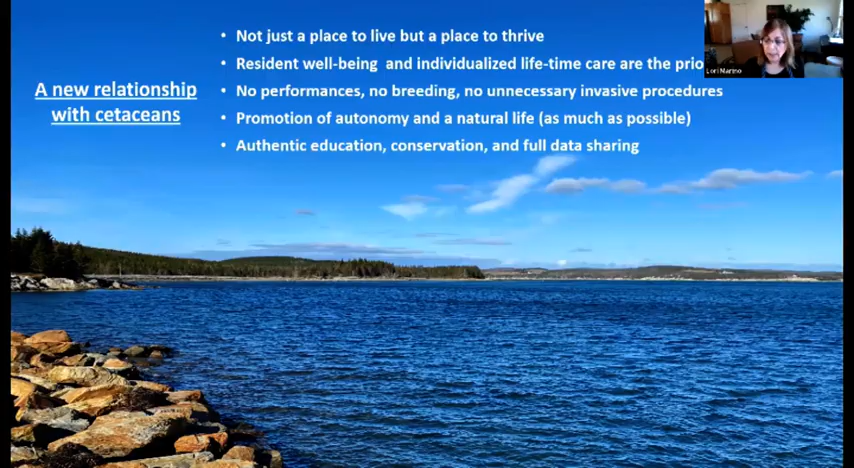 Not just a place to live but a place to thrive
Resident well-being and individualized life-time care are the
No performances, no breeding, no unnecessary invasive procedures
Promotion of autonomy and a natural life (as much as possible)
Authentic education, conservation, and full data sharing
A new relationship
with cetaceans
Lori Marino